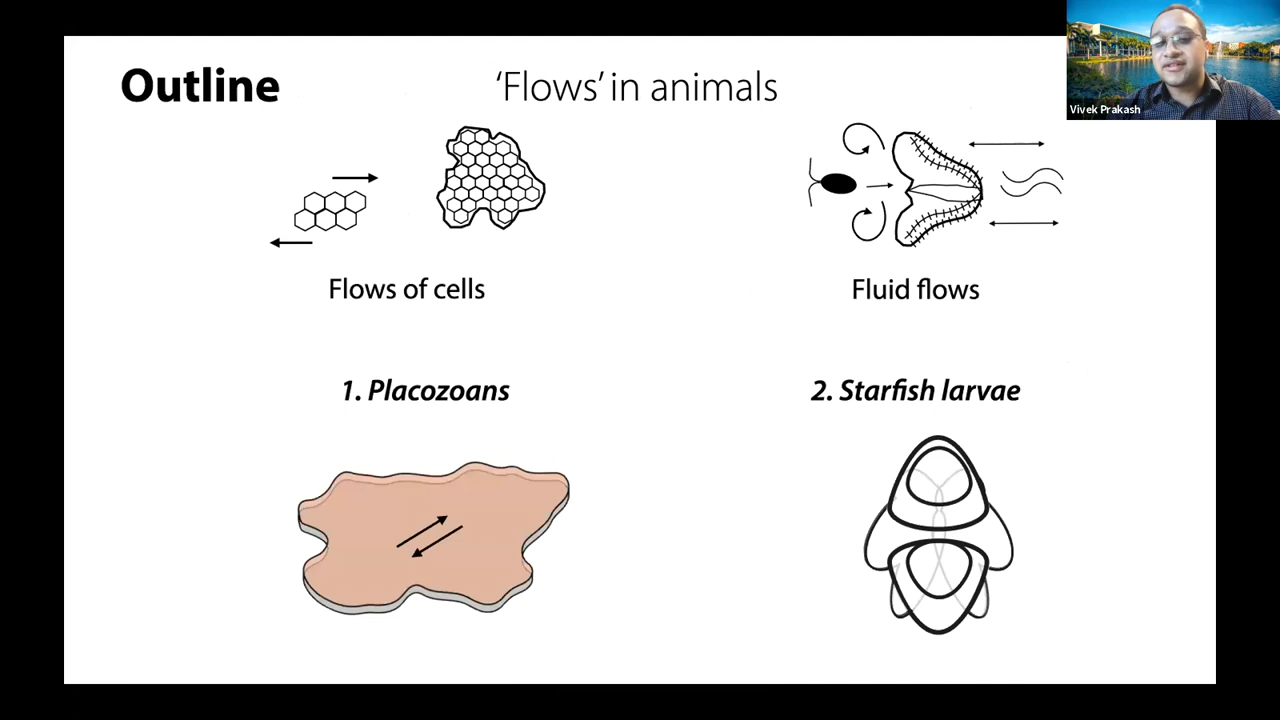 Outline
'Flows' in animals
Vivek Prakash
Flows of cells
Fluid flows
1. Placozoans
2. Starfish larvae